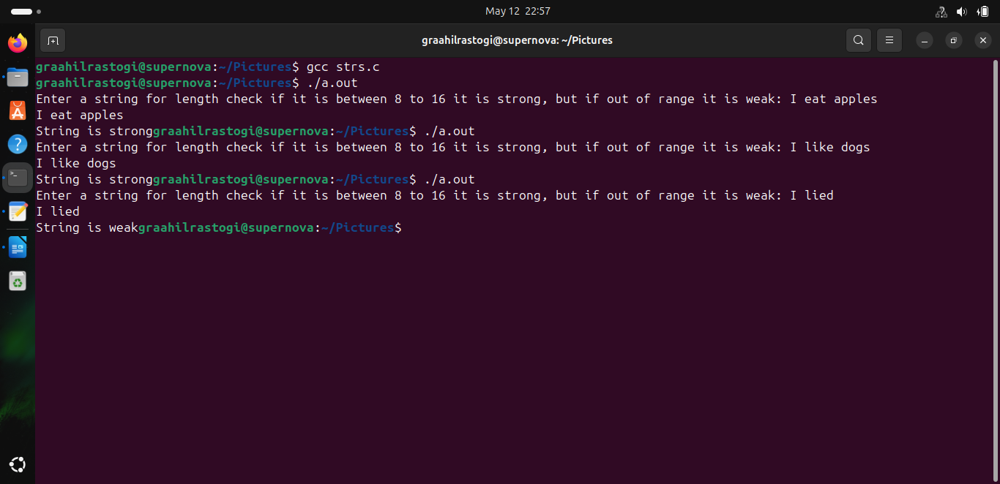 May 12 22:57
graahilrastogi@supernova: ~/Pictures
graahilrastogi@supernova:~/Pictures$ gcc strs.c
graahilrastogi@supernova:~/Pictures$ ./a.out
Enter a string for length check if it is between 8 to 16 it is strong, but if out of range it is weak: I eat apples
I eat apples
String is stronggraahilrastogi@supernova:~/Pictures$ ./a.out
Enter a string for length check if it is between 8 to 16 it is strong, but if out of range it is weak: I like dogs
I like dogs
String is stronggraahilrastogi@supernova:~/Pictures$ ./a.out
Enter a string for length check if it is between 8 to 16 it is strong, but if out of range it is weak: I lied
I lied
String is weakgraahilrastogi@supernova:~/Pictures$